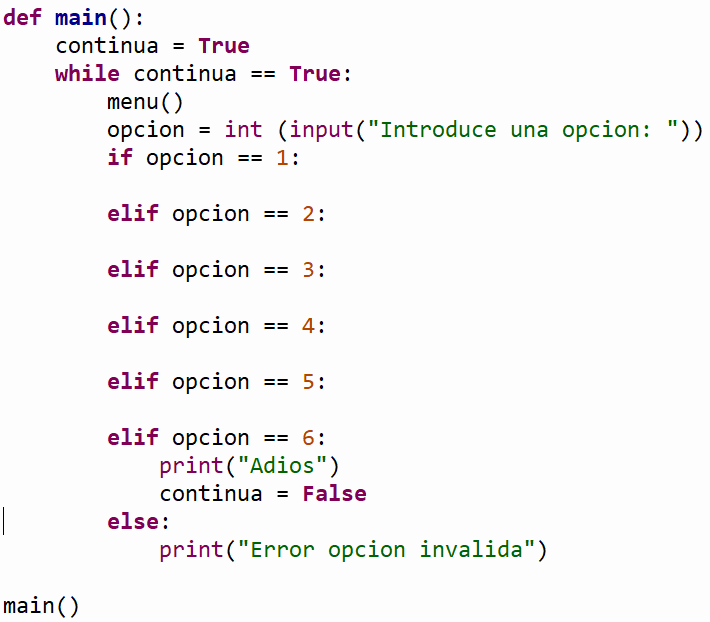 def main():
    continua = True
    while continua == True:
        menu()
        opcion = int (input("Introduce una opcion: "))
        if opcion == 1:

        elif opcion == 2:

        elif opcion == 3:

        elif opcion == 4:

        elif opcion == 5:

        elif opcion == 6:
            print("Adios")
            continua = False
        else:
            print("Error opcion invalida")

main()